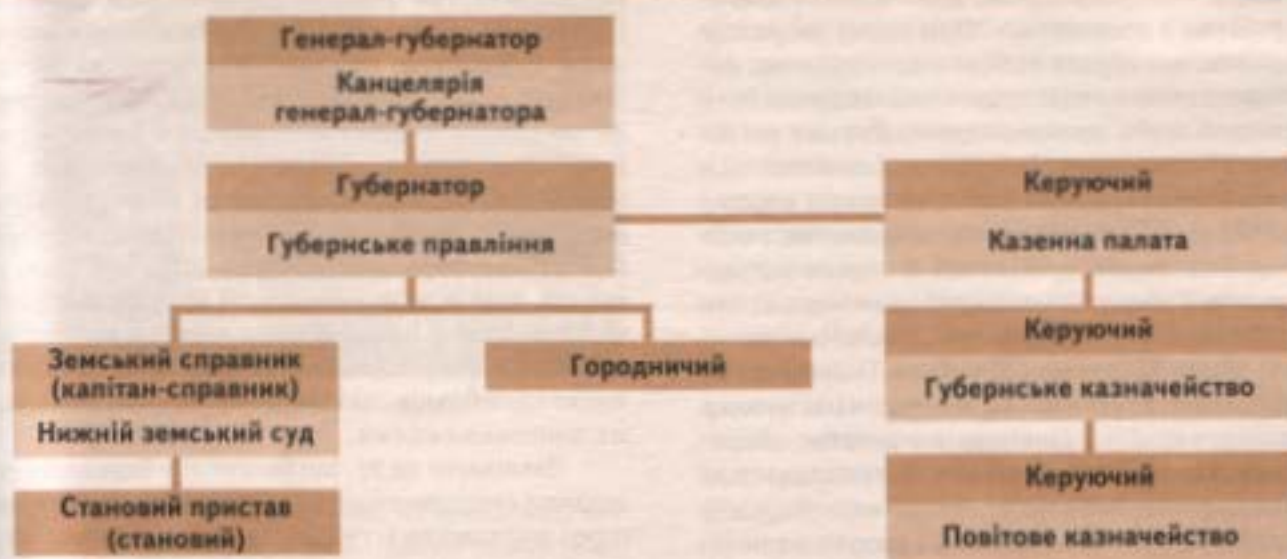 Генерал-губернатор
Канцелярія
генерал-губернатора
Губернатор
Губернське правління
Керуючий
Казенна палата
Земський справник
(капітан-справник)
Нижній земський суд
Становий пристав
(становий)
Городничий
Керуючий
Губернське казначейство
Керуючий
Повітове казначейство